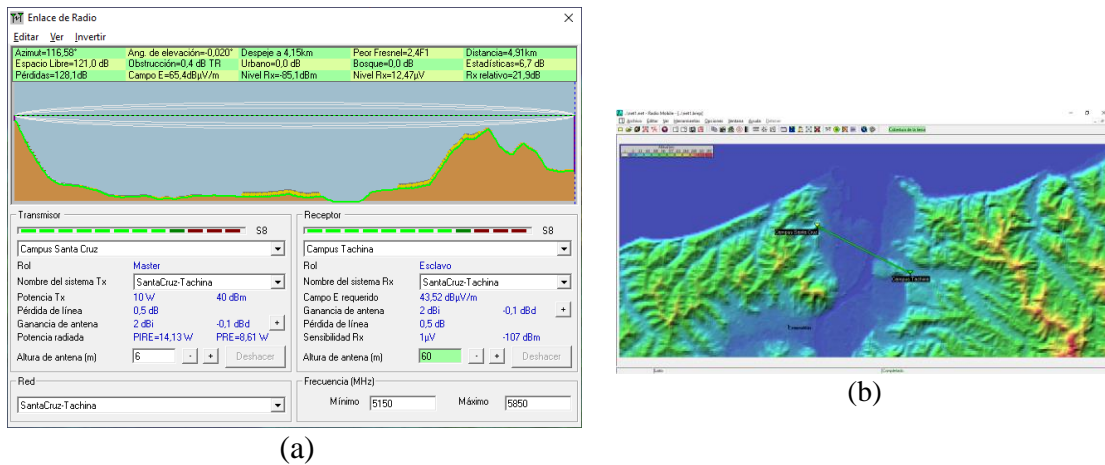 Enlace de Radio
Editar Ver Invertir
Azimut=116,58° Ang. de elevación=-0,020° Despeje a 4,15km Peor Fresnel=2,4F1 Distancia=4,91km
Espacio Libre=121,0 dB Obstrucción=0,4 dB TR Urbano=0,0 dB Bosque=0,0 dB Estadísticas=6,7 dB
Pérdidas=128,1dB Campo E=65,4dBμV/m Nivel Rx=-85,1dBm Nivel Rx=12,47μV Rx relativo=21,9dB
Transmisor
S8
Campus Santa Cruz
Rol Master
Nombre del sistema Tx SantaCruz-Tachina
Potencia Tx 10 W 40 dBm
Pérdida de línea 0,5 dB
Ganancia de antena 2 dBi -0,1 dBd +
Potencia radiada PIRE=14,13 W PRE=8,61 W
Altura de antena (m) 6 - + Deshacer
Receptor
S8
Campus Tachina
Rol Esclavo
Nombre del sistema Rx SantaCruz-Tachina
Campo E requerido 43,52 dBμV/m
Ganancia de antena 2 dBi -0,1 dBd +
Pérdida de línea 0,5 dB
Sensibilidad Rx 1μV -107 dBm
Altura de antena (m) 60 - + Deshacer
Red
SantaCruz-Tachina
Frecuencia (MHz)
Mínimo 5150 Máximo 5850
(a)
Archivo Editar Ver Herramientas Opciones Ventana Ayuda
Campus Santa Cruz
Campus Tachina
(b)